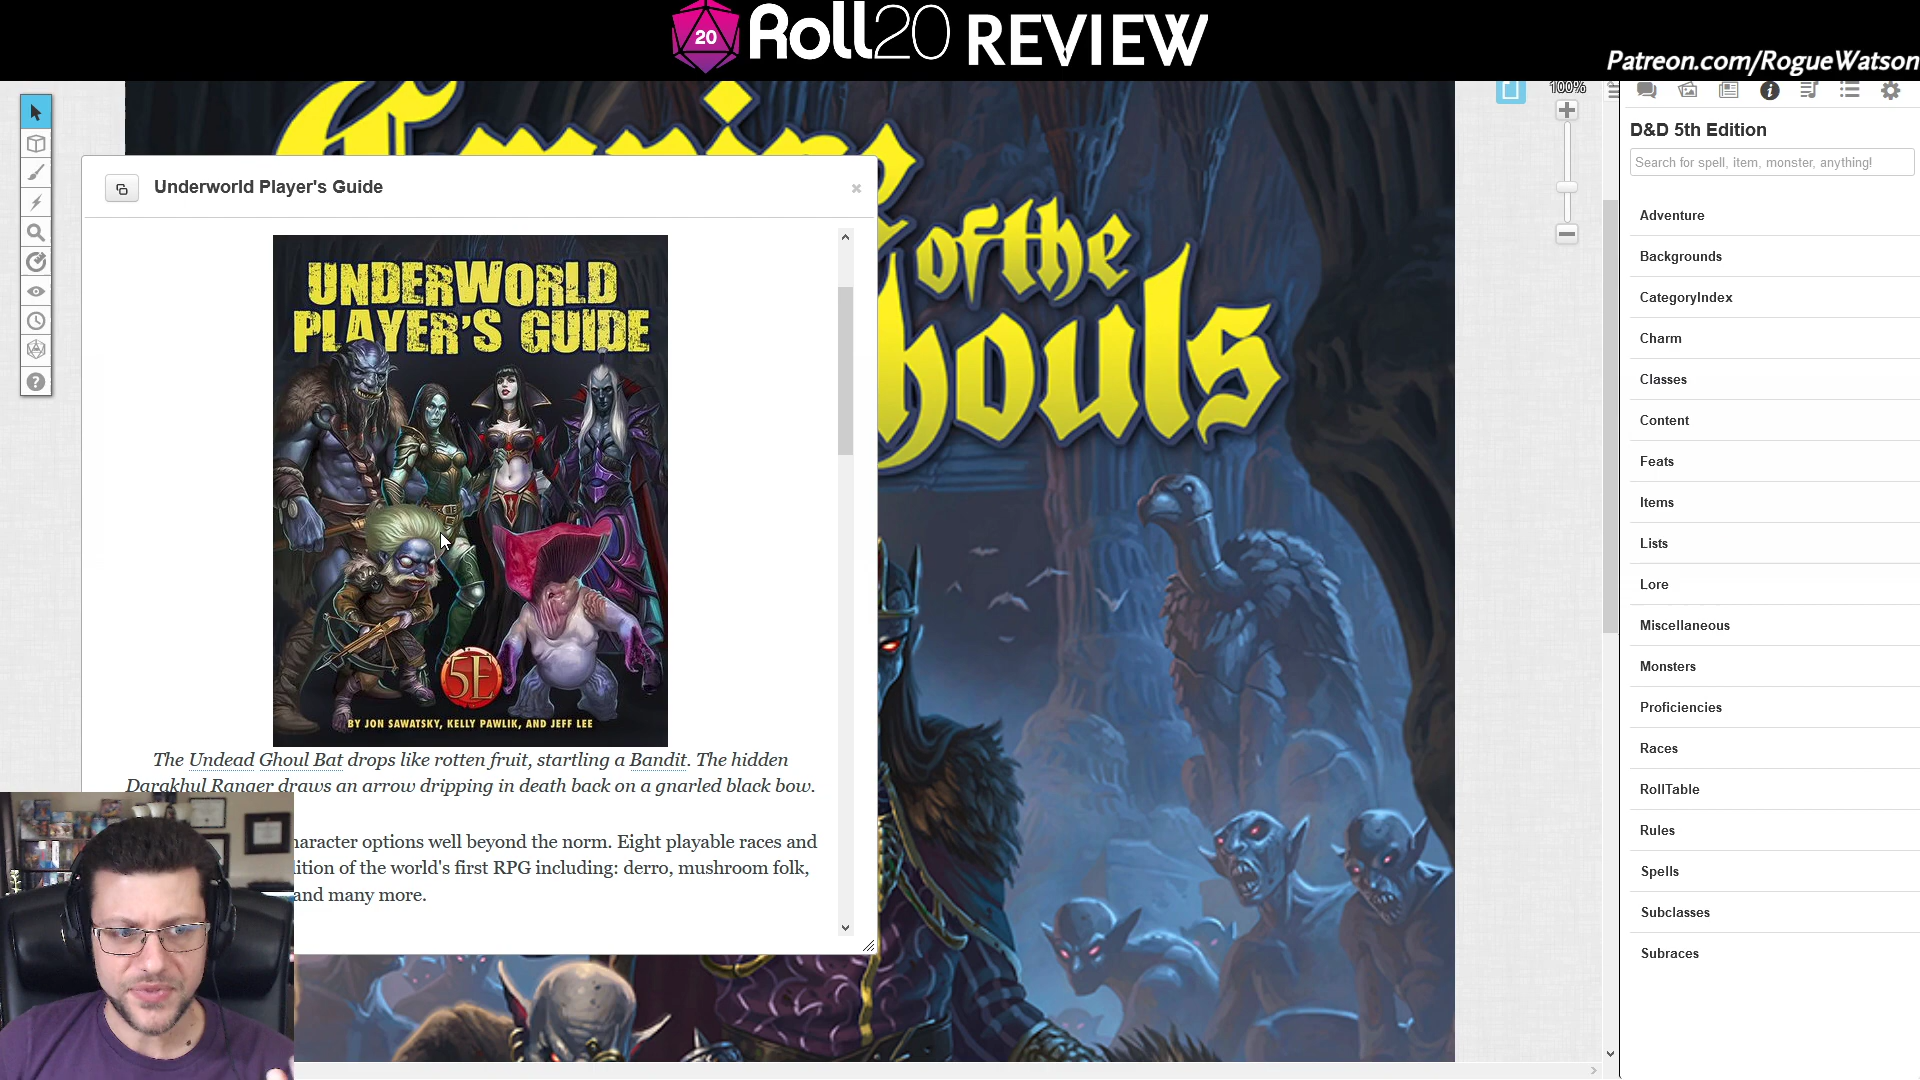 20 Roll20 REVIEW
Patreon.com/RogueWatson
100%
Empire
of the
Ghouls
Underworld Player's Guide
UNDERWORLD
PLAYER'S GUIDE
5E
BY JON SAWATSKY, KELLY PAWLIK, AND JEFF LEE
The Undead Ghoul Bat drops like rotten fruit, startling a Bandit. The hidden
Darakhul Ranger draws an arrow dripping in death back on a gnarled black bow.
haracter options well beyond the norm. Eight playable races and
lition of the world's first RPG including: derro, mushroom folk,
and many more.
D&D 5th Edition
Search for spell, item, monster, anything!
Adventure
Backgrounds
CategoryIndex
Charm
Classes
Content
Feats
Items
Lists
Lore
Miscellaneous
Monsters
Proficiencies
Races
RollTable
Rules
Spells
Subclasses
Subraces